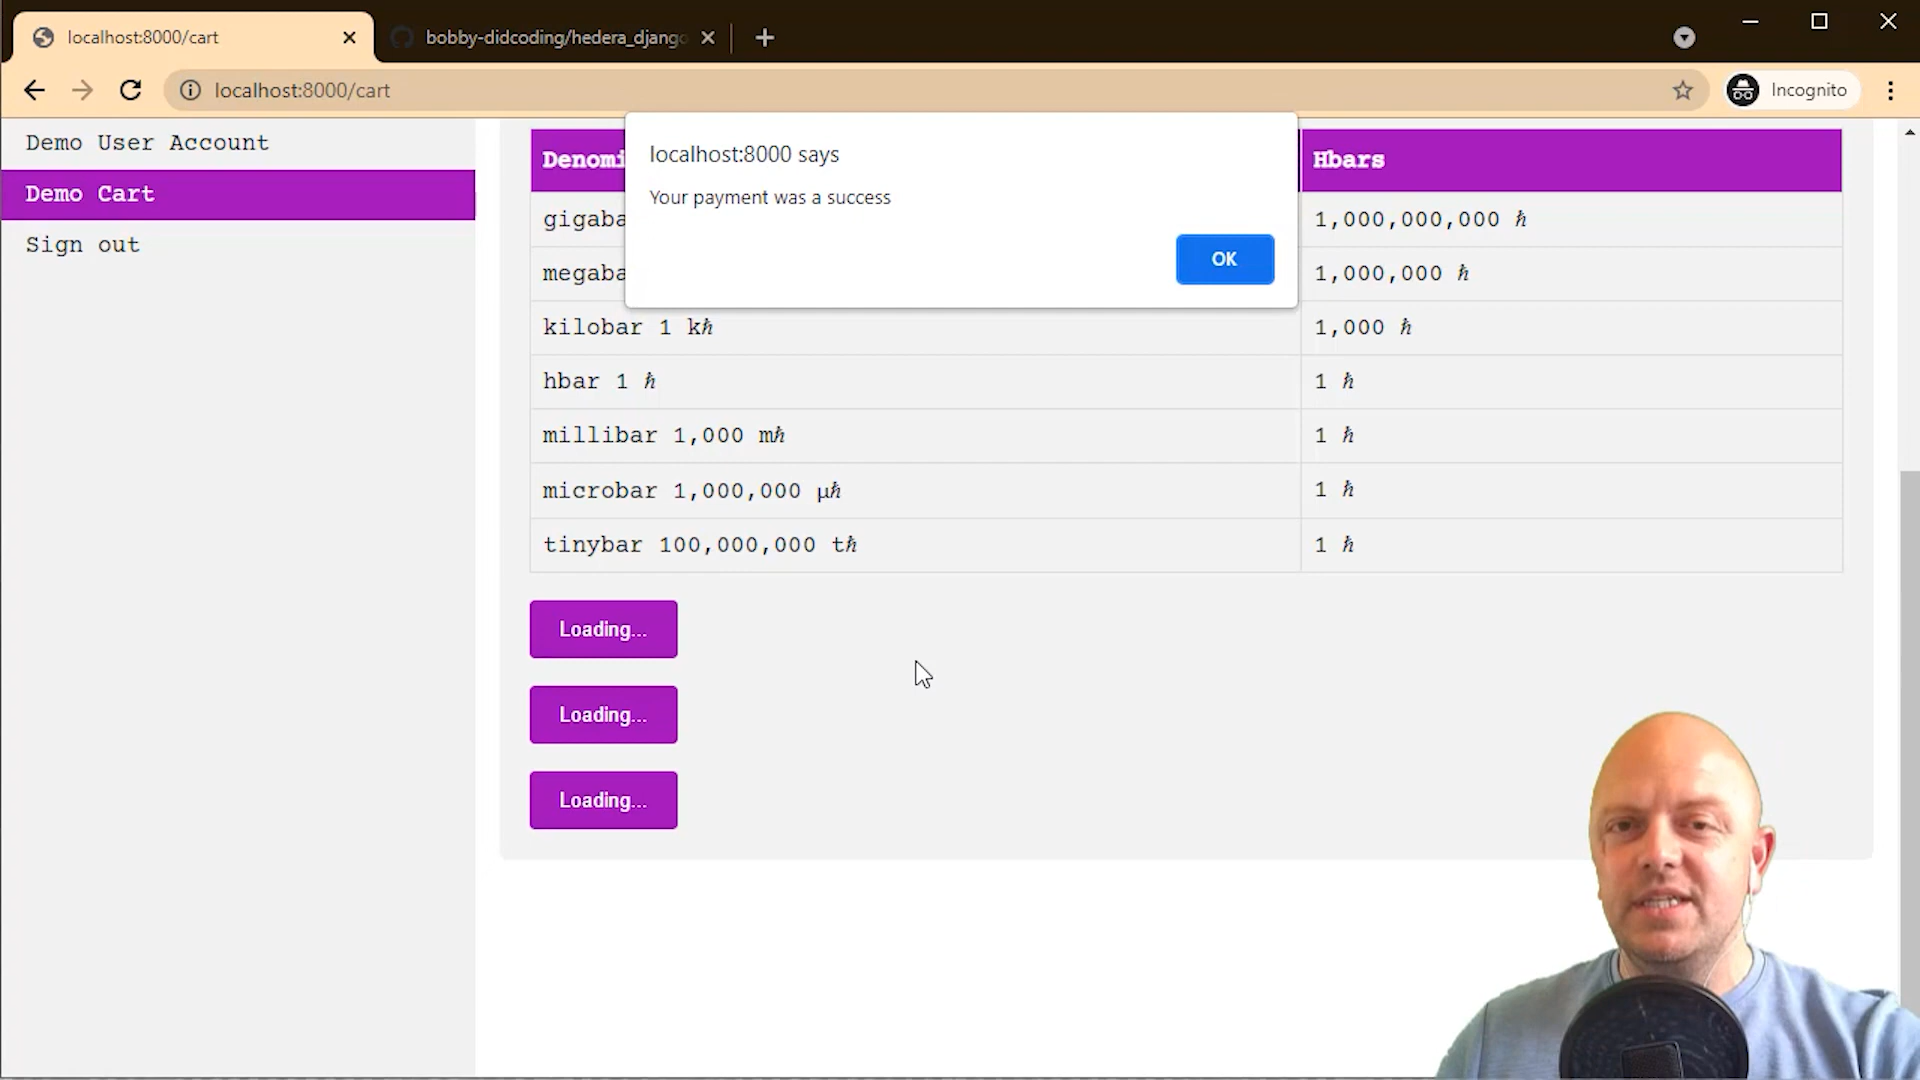 localhost:8000/cart
bobby-didcoding/hedera_django
localhost:8000/cart
Incognito
localhost:8000 says
Your payment was a success
OK
Demo User Account
Demo Cart
Sign out
Hbars
1,000,000,000 ℏ
1,000,000 ℏ
kilobar 1 kℏ
1,000 ℏ
hbar 1 ℏ
1 ℏ
millibar 1,000 mℏ
1 ℏ
microbar 1,000,000 μℏ
1 ℏ
tinybar 100,000,000 tℏ
1 ℏ
Loading...
Loading...
Loading...